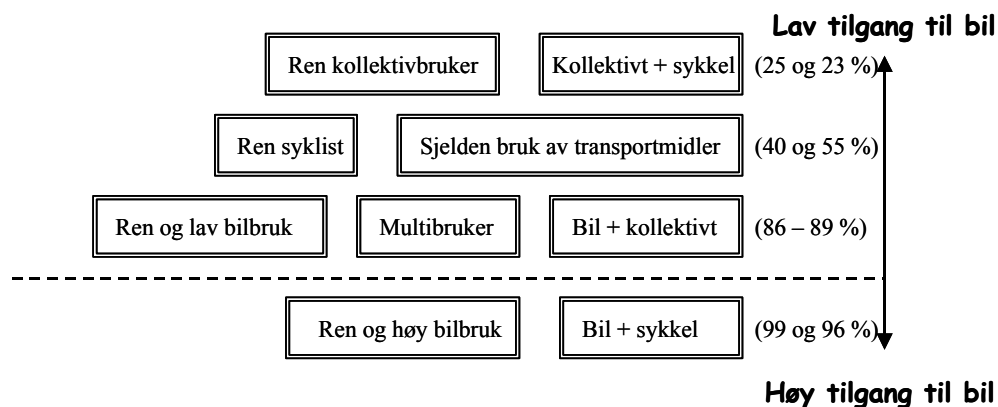 Lav tilgang til bil
Ren kollektivbruker Kollektivt + sykkel (25 og 23 %)
Ren syklist Sjelden bruk av transportmidler (40 og 55 %)
Ren og lav bilbruk Multibruker Bil + kollektivt (86 – 89 %)
Ren og høy bilbruk Bil + sykkel (99 og 96 %)
Høy tilgang til bil